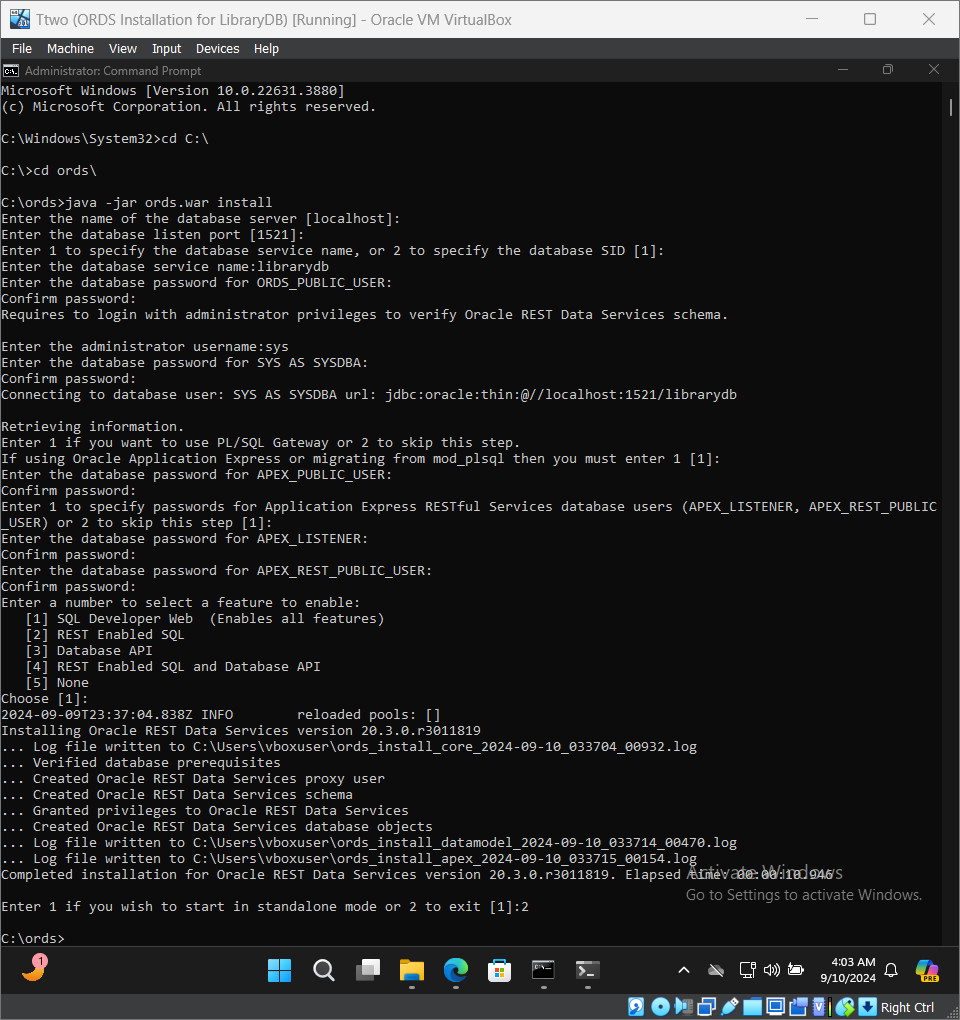 Ttwo (ORDS Installation for LibraryDB) [Running] - Oracle VM VirtualBox
File Machine View Input Devices Help
Administrator: Command Prompt
Microsoft Windows [Version 10.0.22631.3880]
(c) Microsoft Corporation. All rights reserved.
C:\Windows\System32>cd C:\
C:\>cd ords\
C:\ords>java -jar ords.war install
Enter the name of the database server [localhost]:
Enter the database listen port [1521]:
Enter 1 to specify the database service name, or 2 to specify the database SID [1]:
Enter the database service name:librarydb
Enter the database password for ORDS_PUBLIC_USER:
Confirm password:
Requires to login with administrator privileges to verify Oracle REST Data Services schema.
Enter the administrator username:sys
Enter the database password for SYS AS SYSDBA:
Confirm password:
Connecting to database user: SYS AS SYSDBA url: jdbc:oracle:thin:@//localhost:1521/librarydb
Retrieving information.
Enter 1 if you want to use PL/SQL Gateway or 2 to skip this step.
If using Oracle Application Express or migrating from mod_plsql then you must enter 1 [1]:
Enter the database password for APEX_PUBLIC_USER:
Confirm password:
Enter 1 to specify passwords for Application Express RESTful Services database users (APEX_LISTENER, APEX_REST_PUBLIC
_USER) or 2 to skip this step [1]:
Enter the database password for APEX_LISTENER:
Confirm password:
Enter the database password for APEX_REST_PUBLIC_USER:
Confirm password:
Enter a number to select a feature to enable:
[1] SQL Developer Web  (Enables all features)
[2] REST Enabled SQL
[3] Database API
[4] REST Enabled SQL and Database API
[5] None
Choose [1]:
2024-09-09T23:37:04.838Z INFO        reloaded pools: []
Installing Oracle REST Data Services version 20.3.0.r3011819
... Log file written to C:\Users\vboxuser\ords_install_core_2024-09-10_033704_00932.log
... Verified database prerequisites
... Created Oracle REST Data Services proxy user
... Created Oracle REST Data Services schema
... Granted privileges to Oracle REST Data Services
... Created Oracle REST Data Services database objects
... Log file written to C:\Users\vboxuser\ords_install_datamodel_2024-09-10_033714_00470.log
... Log file written to C:\Users\vboxuser\ords_install_apex_2024-09-10_033715_00154.log
Completed installation for Oracle REST Data Services version 20.3.0.r3011819. Elapsed time: 00:00:10.946
Activate Windows
Go to Settings to activate Windows.
Enter 1 if you wish to start in standalone mode or 2 to exit [1]:2
C:\ords>
1
4:03 AM
9/10/2024
PRE
Right Ctrl